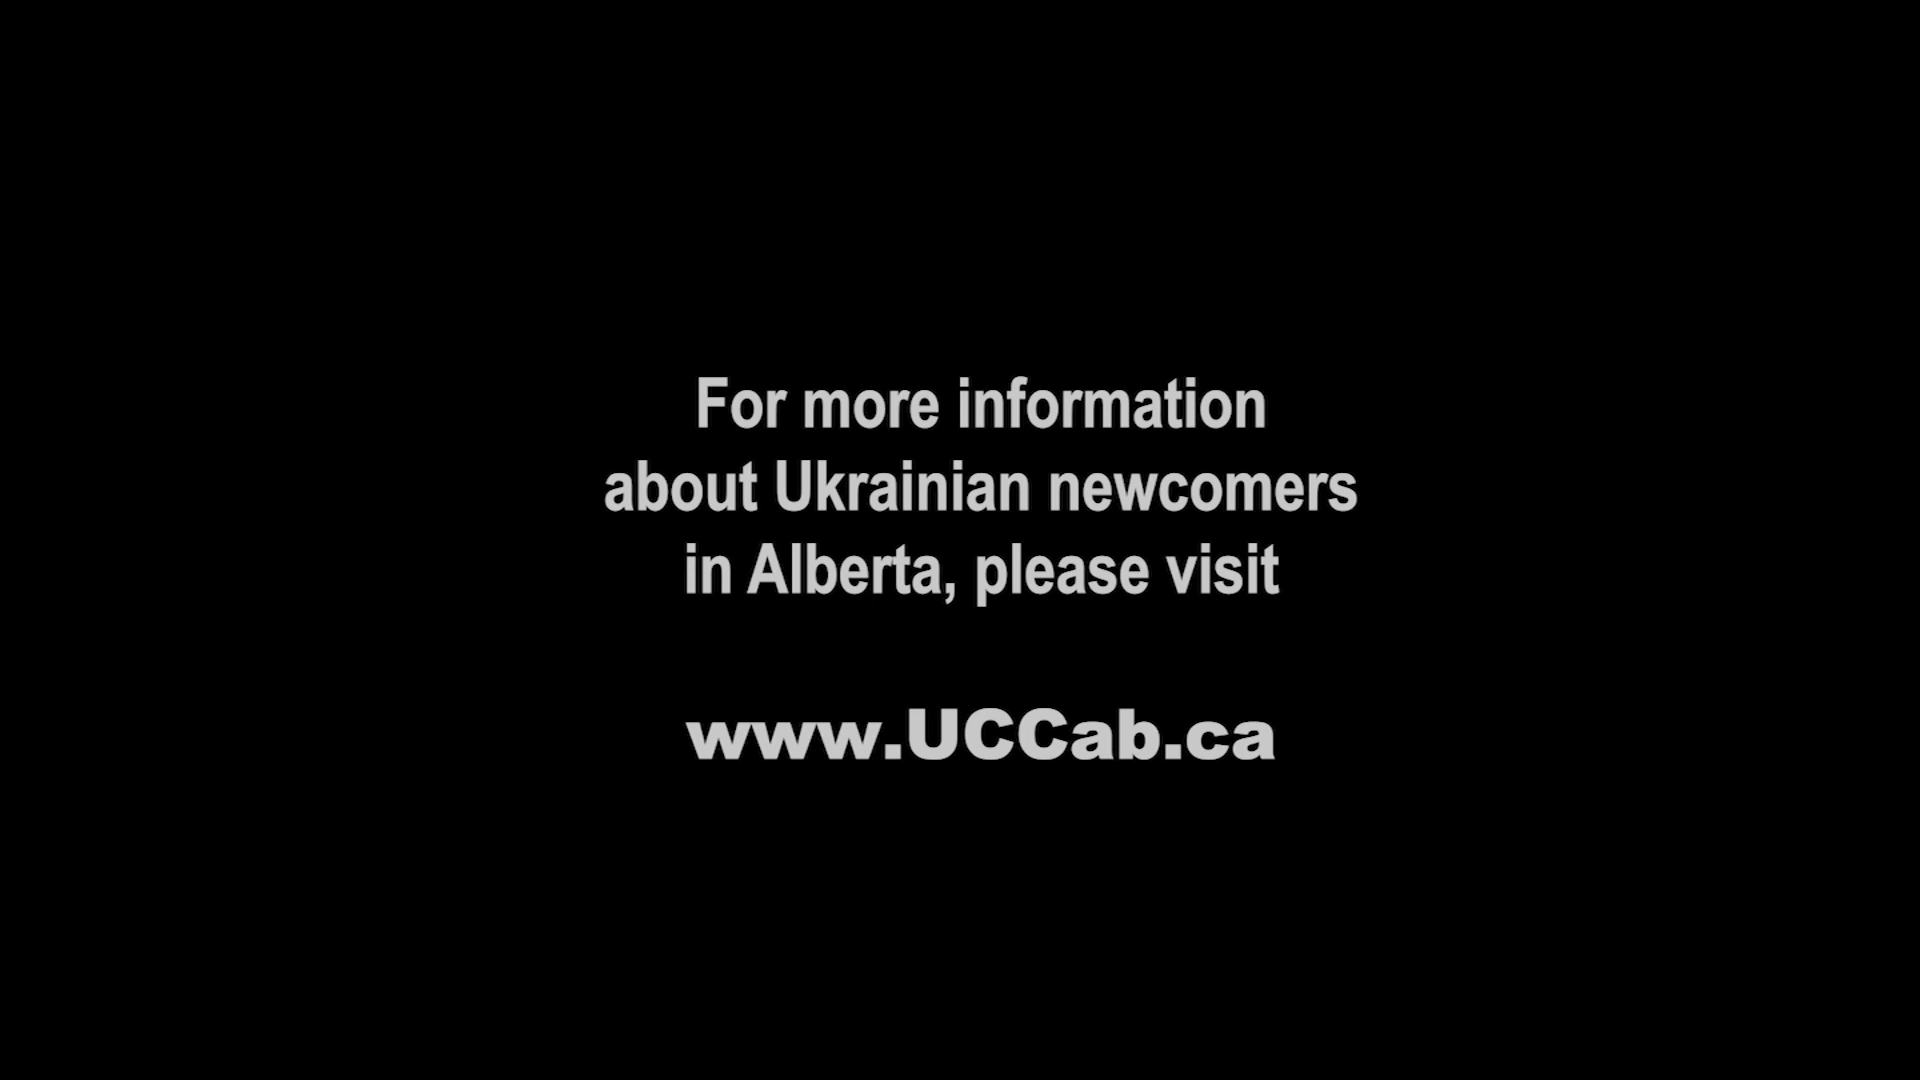 For more information
about Ukrainian newcomers
in Alberta, please visit
www.UCCab.ca